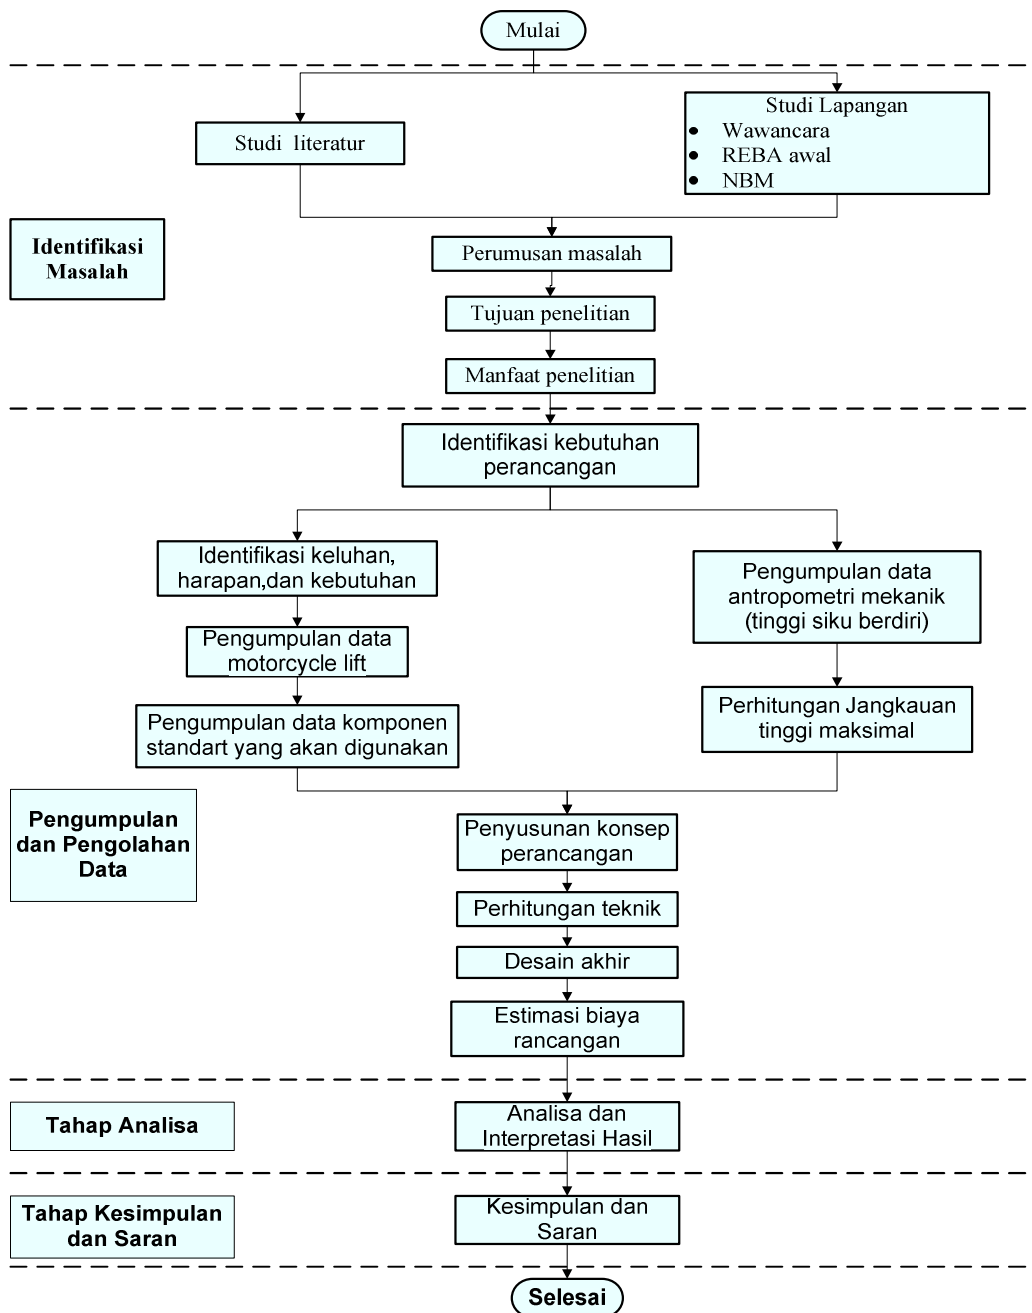 Mulai
Studi literatur
Studi Lapangan
• Wawancara
• REBA awal
• NBM
Identifikasi
Masalah
Perumusan masalah
Tujuan penelitian
Manfaat penelitian
Identifikasi kebutuhan
perancangan
Identifikasi keluhan,
harapan,dan kebutuhan
Pengumpulan data
motorcycle lift
Pengumpulan data komponen
standart yang akan digunakan
Pengumpulan data
antropometri mekanik
(tinggi siku berdiri)
Perhitungan Jangkauan
tinggi maksimal
Pengumpulan
dan Pengolahan
Data
Penyusunan konsep
perancangan
Perhitungan teknik
Desain akhir
Estimasi biaya
rancangan
Tahap Analisa
Analisa dan
Interpretasi Hasil
Tahap Kesimpulan
dan Saran
Kesimpulan dan
Saran
Selesai